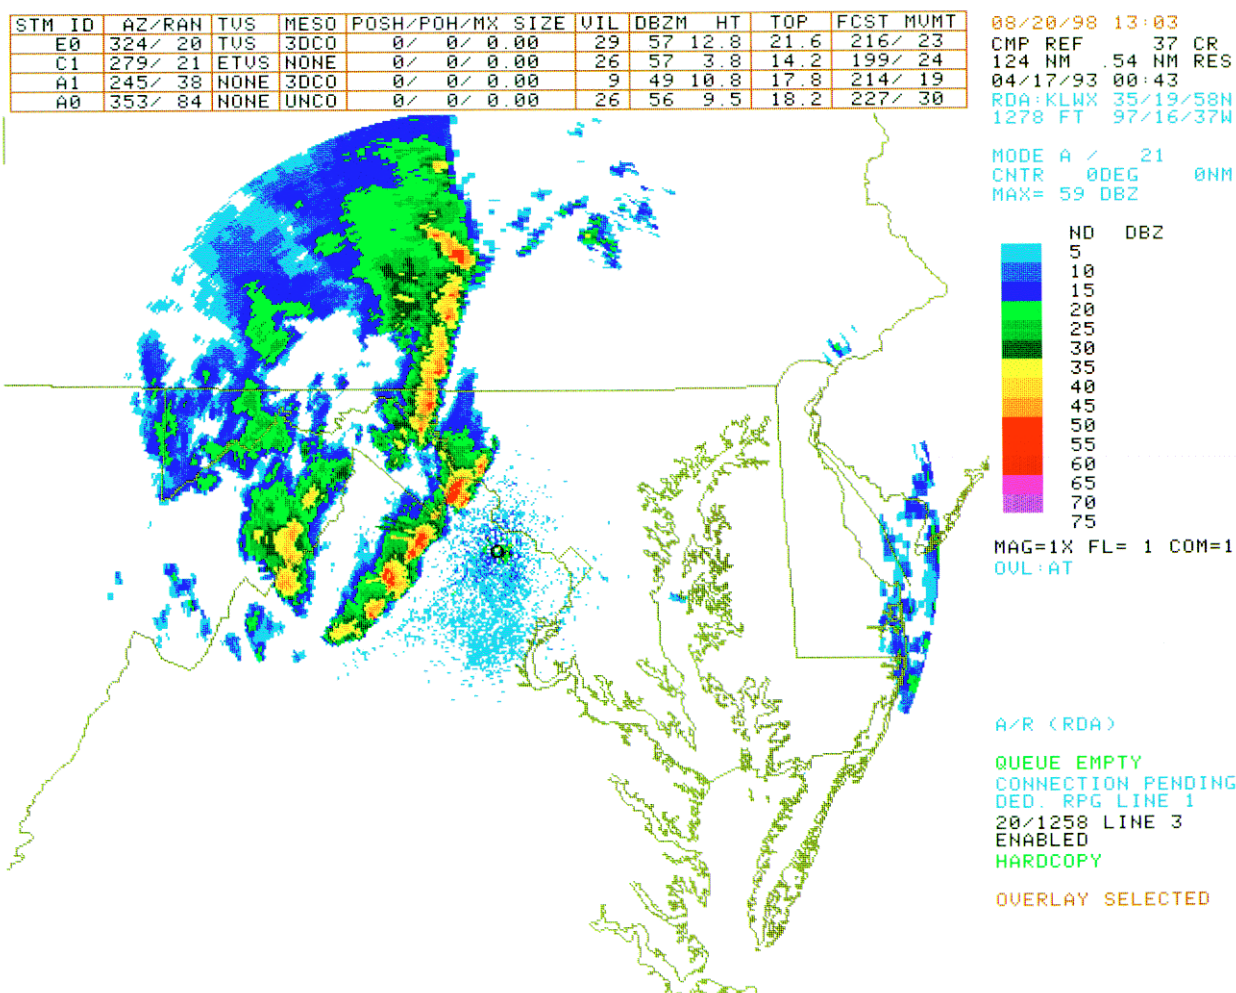 STM ID AZ/RAN TVS MESO POSH/POH/MX SIZE VIL DBZM HT TOP FCST MVMT
E0 324/ 20 TVS 3DCO 0/ 0/ 0.00 29 57 12.8 21.6 216/ 23
C1 279/ 21 ETVS NONE 0/ 0/ 0.00 26 57 3.8 14.2 199/ 24
A1 245/ 38 NONE 3DCO 0/ 0/ 0.00 9 49 10.8 17.8 214/ 19
A0 353/ 84 NONE UNCO 0/ 0/ 0.00 26 56 9.5 18.2 227/ 30
08/20/98 13:03
CMP REF 37 CR
124 NM .54 NM RES
04/17/93 00:43
RDA:KLWX 35/19/58N
1278 FT 97/16/37W
MODE A / 21
CNTR 0DEG 0NM
MAX= 59 DBZ
ND DBZ
5
10
15
20
25
30
35
40
45
50
55
60
65
70
75
MAG=1X FL= 1 COM=1
OVL:AT
A/R (RDA)
QUEUE EMPTY
CONNECTION PENDING
DED. RPG LINE 1
20/1258 LINE 3
ENABLED
HARDCOPY
OVERLAY SELECTED